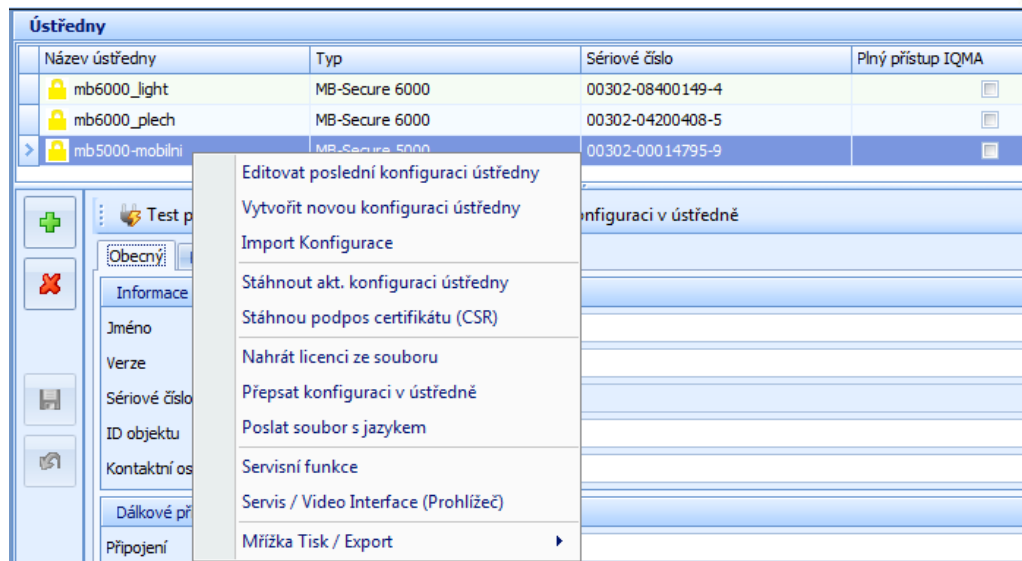 Ústředny
Název ústředny Typ Sériové číslo Plný přístup IQMA
mb6000_light MB-Secure 6000 00302-08400149-4
mb6000_plech MB-Secure 6000 00302-04200408-5
mb5000-mobilni MB-Secure 5000 00302-00014795-9
Editovat poslední konfiguraci ústředny
Test p Vytvořit novou konfiguraci ústředny nfiguraci v ústředně
Import Konfigurace
Obecný
Stáhnout akt. konfiguraci ústředny
Informace
Stáhnou podpos certifikátu (CSR)
Jméno
Nahrát licenci ze souboru
Verze
Přepsat konfiguraci v ústředně
Sériové číslo
Poslat soubor s jazykem
ID objektu
Servisní funkce
Kontaktní os
Servis / Video Interface (Prohlížeč)
Dálkové př
Mřížka Tisk / Export
Připojení